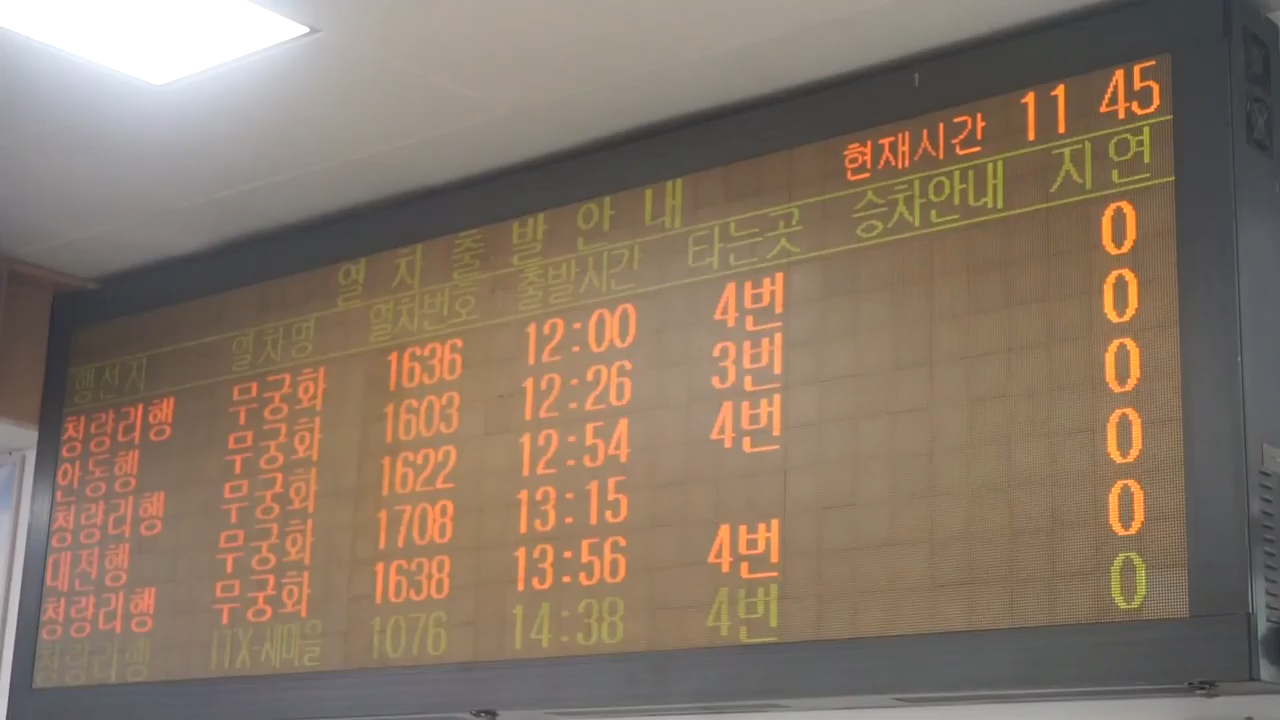 현재시간 11 45
열 차 출 발 안 내
행선지 열차명 열차번호 출발시간 타는곳 승차안내 지연
청량리행 무궁화 1636 12:00 4번 0
안동행 무궁화 1603 12:26 3번 0
청량리행 무궁화 1622 12:54 4번 0
대전행 무궁화 1708 13:15 0
청량리행 무궁화 1638 13:56 4번 0
청량리행 ITX-새마을 1076 14:38 4번 0